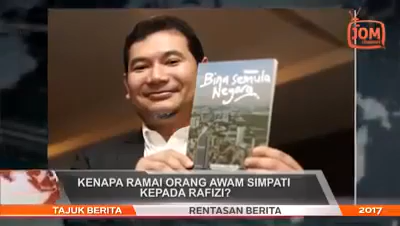 JOM
Bina semula
Negara
KENAPA RAMAI ORANG AWAM SIMPATI
KEPADA RAFIZI?
TAJUK BERITA
RENTASAN BERITA
2017